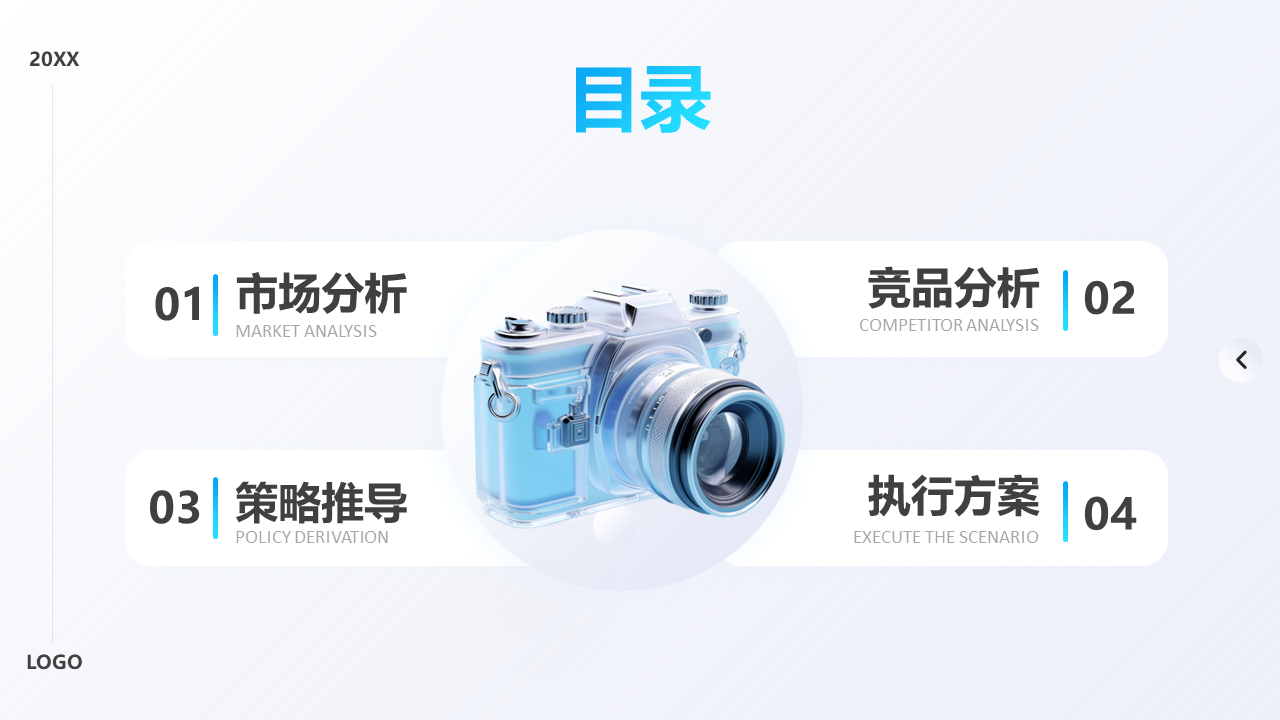 20XX
目录
01
市场分析
MARKET ANALYSIS
竞品分析
COMPETITOR ANALYSIS
02
03
策略推导
POLICY DERIVATION
执行方案
EXECUTE THE SCENARIO
04
LOGO